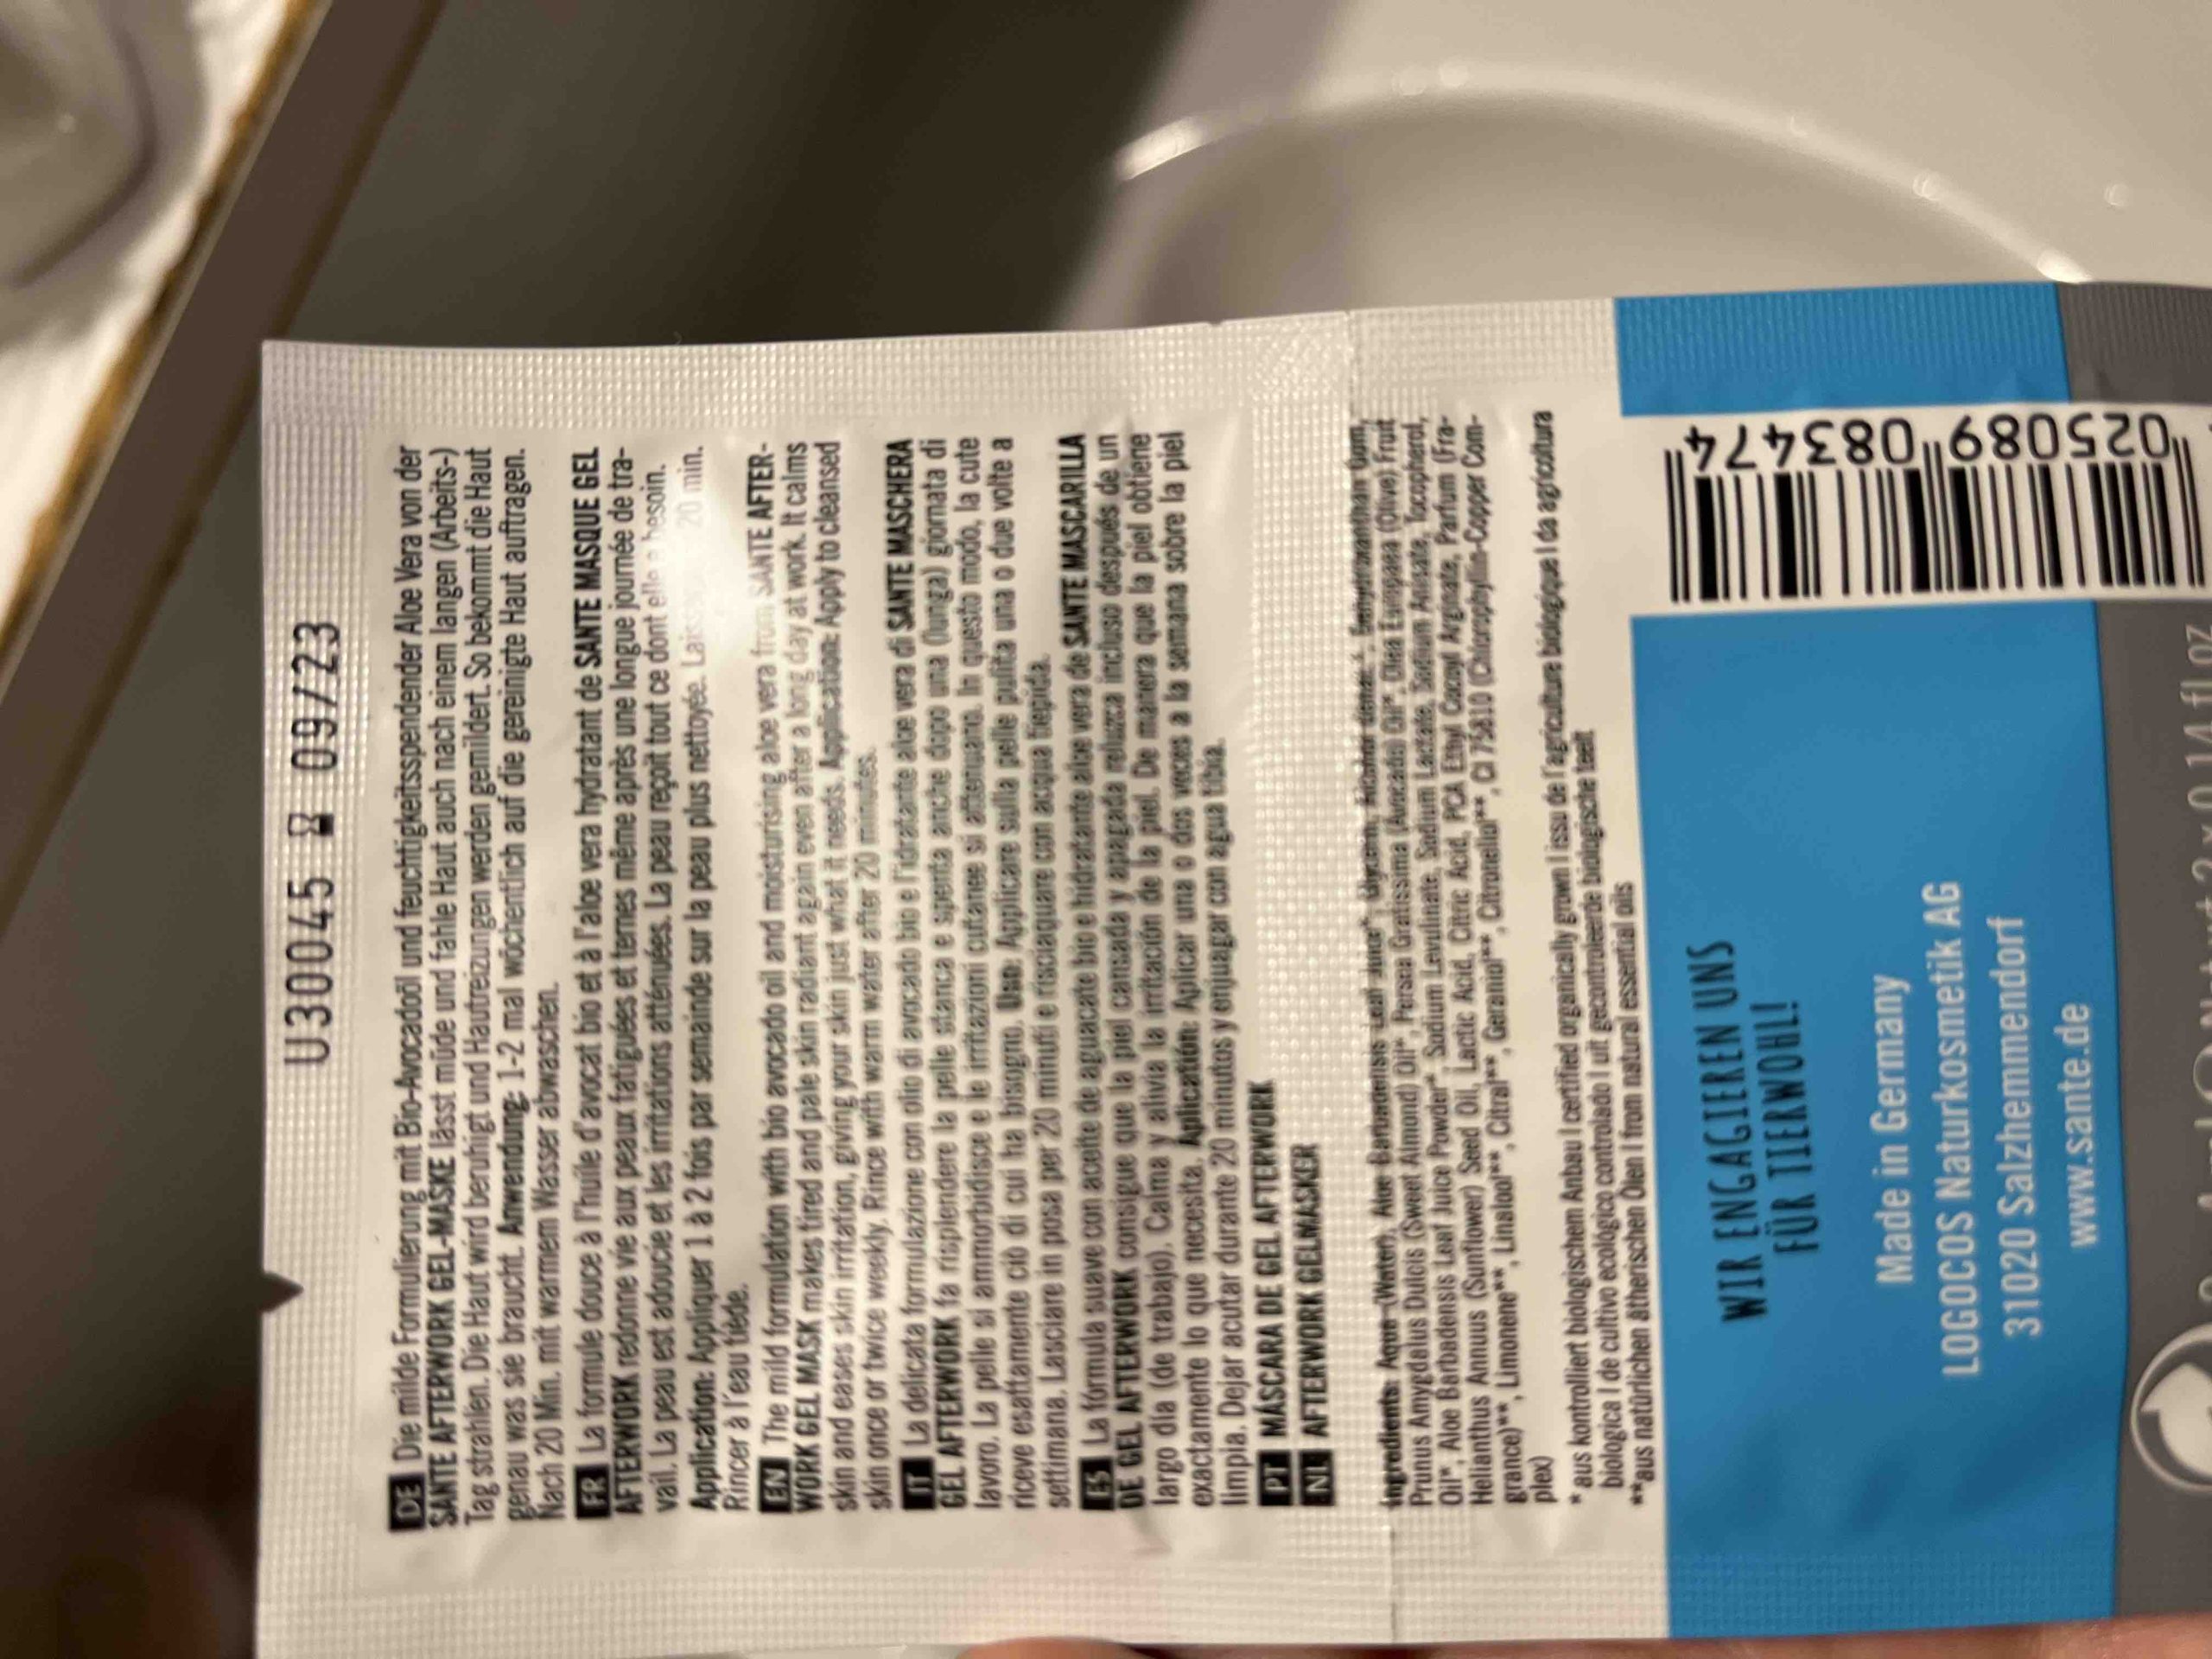 U30045 09/23
DE Die milde Formulierung mit Bio-Avocadoöl und feuchtigkeitsspendender Aloe Vera von der
SANTE AFTERWORK GEL-MASKE lässt müde und fahle Haut auch nach einem langen (Arbeits-)
Tag strahlen. Die Haut wird beruhigt und Hautreizungen werden gemildert. So bekommt die Haut
genau was sie braucht. Anwendung: 1-2 mal wöchentlich auf die gereinigte Haut auftragen.
Nach 20 Min. mit warmem Wasser abwaschen.
FR La formule douce à l'huile d'avocat bio et à l'aloe vera hydratant de SANTE MASQUE GEL
AFTERWORK redonne vie aux peaux fatiguées et ternes même après une longue journée de tra-
vail. La peau est adoucie et les irritations atténuées. La peau reçoit tout ce dont elle a besoin.
Application: Appliquer 1 à 2 fois par semainde sur la peau plus nettoyée. 20 min.
Rincer à l'eau tiède.
EN The mild formulation with bio avocado oil and moisturising aloe vera from SANTE AFTER-
WORK GEL MASK makes tired and pale skin radiant again even after a long day at work. It calms
skin and eases skin irritation, giving your skin just what it needs. Application: Apply to cleansed
skin once or twice weekly. Rince with warm water after 20 minutes.
IT La delicata formulazione con olio di avocado bio e l'idratante aloe vera di SANTE MASCHERA
GEL AFTERWORK fa risplendere la pelle stanca e spenta anche dopo una (lunga) giornata di
lavoro. La pelle si ammorbidisce e le irritazioni cutanee si attenuano. In questo modo, la cute
riceve esattamente ciò di cui ha bisogno. Uso: Applicare sulla pelle pulita una o due volte a
settimana. Lasciare in posa per 20 minuti e risciaquare con acqua tiepida.
ES La fórmula suave con aceite de aguacate bio e hidratante aloe vera de SANTE MASCARILLA
DE GEL AFTERWORK consigue que la piel cansada y apagada reluzca incluso después de un
largo día (de trabajo). Calma y alivia la irritación de la piel. De manera que la piel obtiene
exactamente lo que necesita. Aplicatión: Aplicar una o dos veces a la semana sobre la piel
limpia. Dejar acutar durante 20 minutos y enjuagar con agua tibia.
PT MÁSCARA DE GEL AFTERWORK
NL AFTERWORK GELMASKER
Ingredients: Aqua (Water), Aloe Barbadensis Leaf Juice*, Glycerin, Alcohol denat.*,
Prunus Amygdalus Dulcis (Sweet Almond) Oil*, Persea Gratissima (Avocado) Oil*, Olea Europaea (Olive) Fruit
Oil*, Aloe Barbadensis Leaf Juice Powder*, Sodium Levulinate, Sodium Lactate, Sodium Anisate, Tocopherol,
Helianthus Annuus (Sunflower) Seed Oil, Lactic Acid, Citric Acid, PCA Ethyl Cocoyl Arginate, Parfum (Fra-
grance)**, Limonene**, Linalool**, Citral**, Geraniol**, Citronellol**, CI 75810 (Chlorophyllin-Copper Com-
plex)
* aus kontrolliert biologischem Anbau I certified organically grown I issu de l'agriculture biologique I da agricoltura
biologica I de cultivo ecológico controlado I uit gecontroleerde biologische teelt
**aus natürlichen ätherischen Ölen I from natural essential oils
WIR ENGAGIEREN UNS
FÜR TIERWOHL!
Made in Germany
LOGOCOS Naturkosmetik AG
31020 Salzhemmendorf
www.sante.de
025089 083474